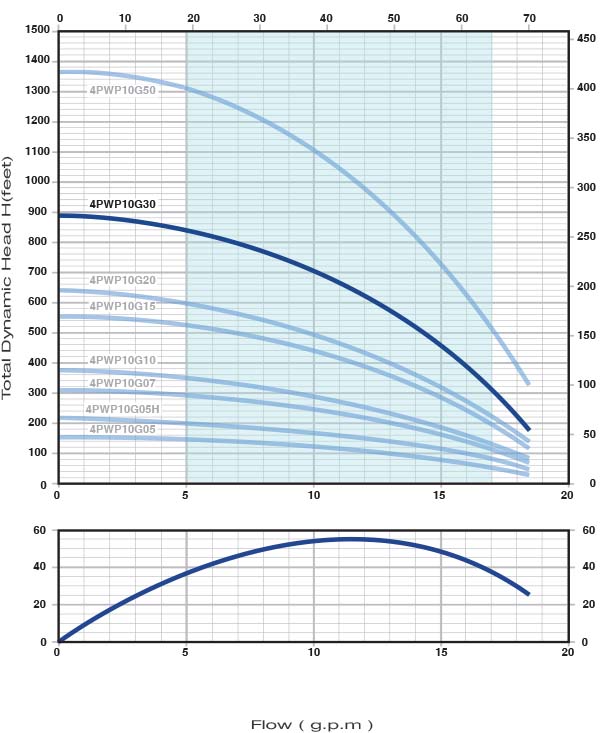 0 10 20 30 40 50 60 70
1500
1400
1300
1200
1100
1000
900
800
700
600
500
400
300
200
100
0
450
400
350
300
250
200
150
100
50
0
Total Dynamic Head H(feet)
4PWP10G50
4PWP10G30
4PWP10G20
4PWP10G15
4PWP10G10
4PWP10G07
4PWP10G05H
4PWP10G05
0 5 10 15 20
60
40
20
0
60
40
20
0
0 5 10 15 20
Flow ( g.p.m )